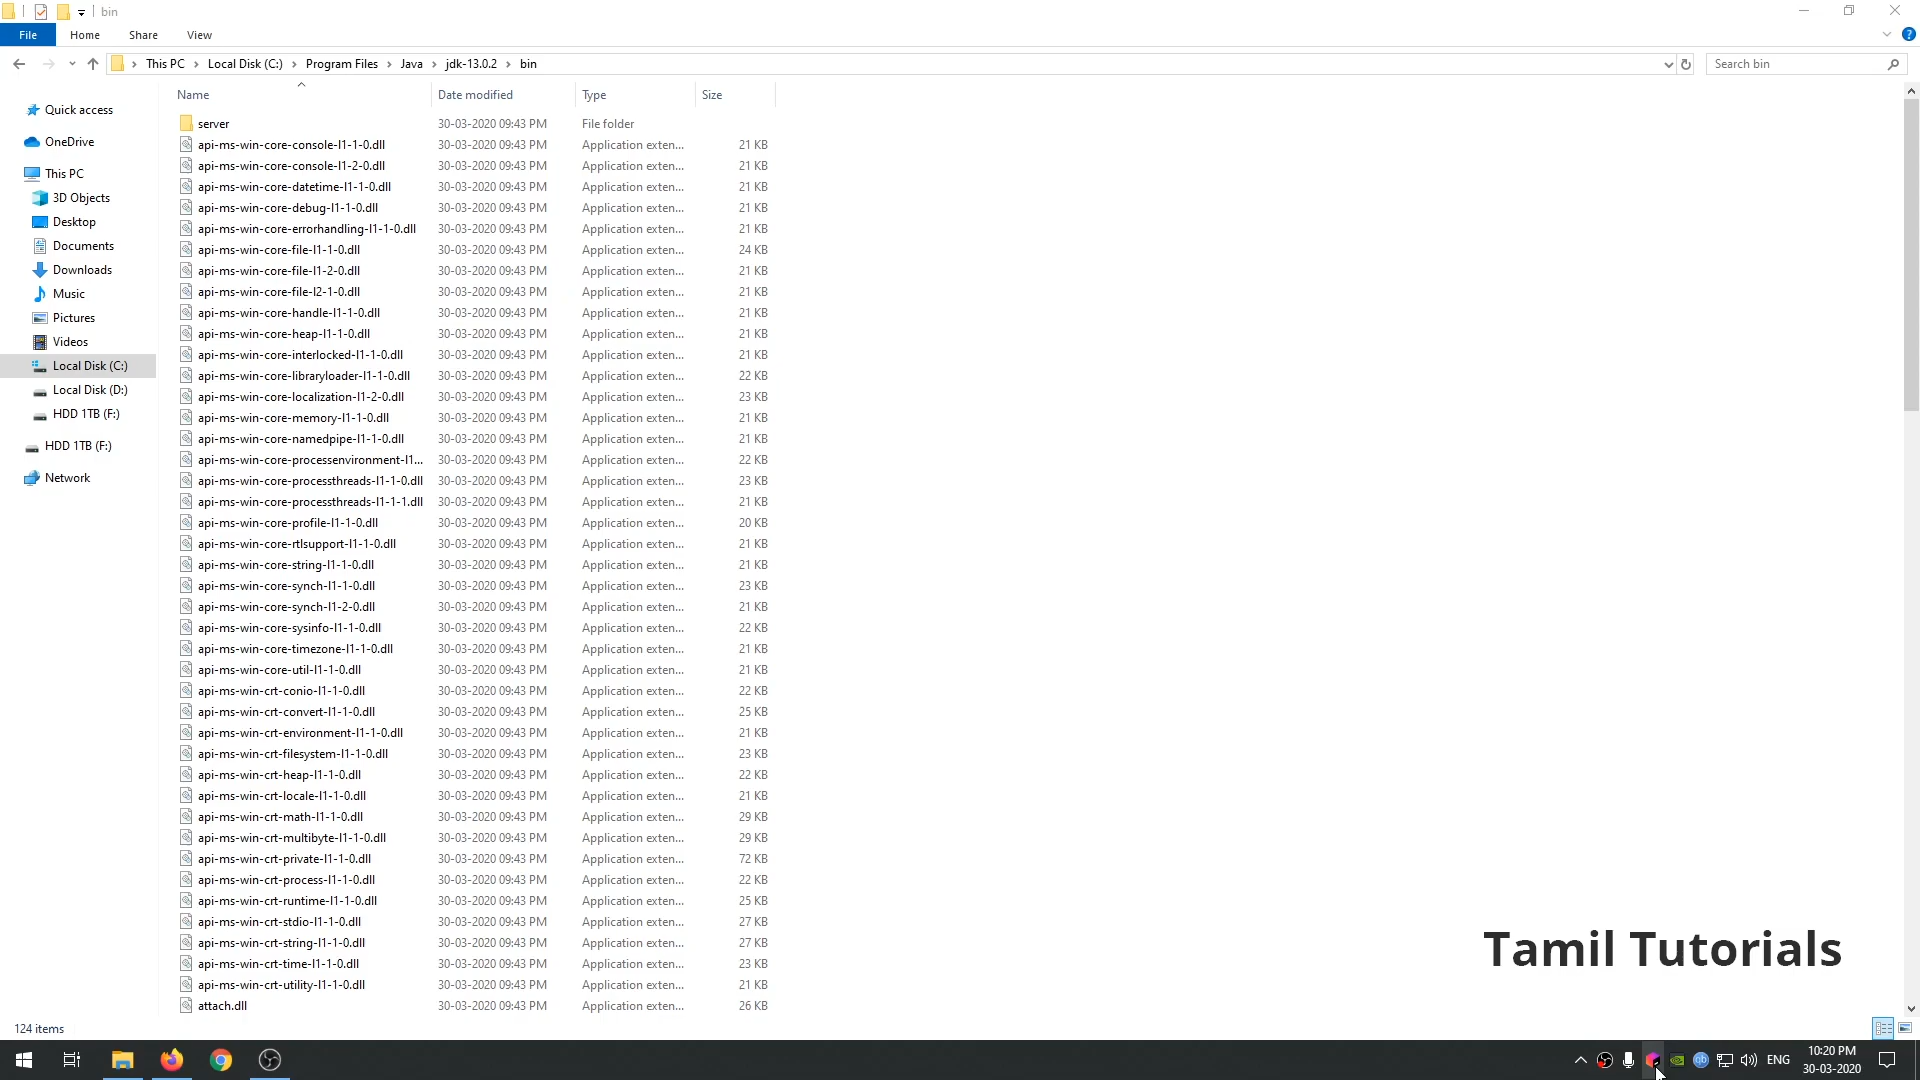 bin
File Home Share View
This PC Local Disk (C:) Program Files Java jdk-13.0.2 bin Search bin
Name Date modified Type Size
Quick access
OneDrive
This PC
3D Objects
Desktop
Documents
Downloads
Music
Pictures
Videos
Local Disk (C:)
Local Disk (D:)
HDD 1TB (F:)
HDD 1TB (F:)
Network
server 30-03-2020 09:43 PM File folder
api-ms-win-core-console-l1-1-0.dll 30-03-2020 09:43 PM Application exten... 21 KB
api-ms-win-core-console-l1-2-0.dll 30-03-2020 09:43 PM Application exten... 21 KB
api-ms-win-core-datetime-l1-1-0.dll 30-03-2020 09:43 PM Application exten... 21 KB
api-ms-win-core-debug-l1-1-0.dll 30-03-2020 09:43 PM Application exten... 21 KB
api-ms-win-core-errorhandling-l1-1-0.dll 30-03-2020 09:43 PM Application exten... 21 KB
api-ms-win-core-file-l1-1-0.dll 30-03-2020 09:43 PM Application exten... 24 KB
api-ms-win-core-file-l1-2-0.dll 30-03-2020 09:43 PM Application exten... 21 KB
api-ms-win-core-file-l2-1-0.dll 30-03-2020 09:43 PM Application exten... 21 KB
api-ms-win-core-handle-l1-1-0.dll 30-03-2020 09:43 PM Application exten... 21 KB
api-ms-win-core-heap-l1-1-0.dll 30-03-2020 09:43 PM Application exten... 21 KB
api-ms-win-core-interlocked-l1-1-0.dll 30-03-2020 09:43 PM Application exten... 21 KB
api-ms-win-core-libraryloader-l1-1-0.dll 30-03-2020 09:43 PM Application exten... 22 KB
api-ms-win-core-localization-l1-2-0.dll 30-03-2020 09:43 PM Application exten... 23 KB
api-ms-win-core-memory-l1-1-0.dll 30-03-2020 09:43 PM Application exten... 21 KB
api-ms-win-core-namedpipe-l1-1-0.dll 30-03-2020 09:43 PM Application exten... 21 KB
api-ms-win-core-processenvironment-l1... 30-03-2020 09:43 PM Application exten... 22 KB
api-ms-win-core-processthreads-l1-1-0.dll 30-03-2020 09:43 PM Application exten... 23 KB
api-ms-win-core-processthreads-l1-1-1.dll 30-03-2020 09:43 PM Application exten... 21 KB
api-ms-win-core-profile-l1-1-0.dll 30-03-2020 09:43 PM Application exten... 20 KB
api-ms-win-core-rtlsupport-l1-1-0.dll 30-03-2020 09:43 PM Application exten... 21 KB
api-ms-win-core-string-l1-1-0.dll 30-03-2020 09:43 PM Application exten... 21 KB
api-ms-win-core-synch-l1-1-0.dll 30-03-2020 09:43 PM Application exten... 23 KB
api-ms-win-core-synch-l1-2-0.dll 30-03-2020 09:43 PM Application exten... 21 KB
api-ms-win-core-sysinfo-l1-1-0.dll 30-03-2020 09:43 PM Application exten... 22 KB
api-ms-win-core-timezone-l1-1-0.dll 30-03-2020 09:43 PM Application exten... 21 KB
api-ms-win-core-util-l1-1-0.dll 30-03-2020 09:43 PM Application exten... 21 KB
api-ms-win-crt-conio-l1-1-0.dll 30-03-2020 09:43 PM Application exten... 22 KB
api-ms-win-crt-convert-l1-1-0.dll 30-03-2020 09:43 PM Application exten... 25 KB
api-ms-win-crt-environment-l1-1-0.dll 30-03-2020 09:43 PM Application exten... 21 KB
api-ms-win-crt-filesystem-l1-1-0.dll 30-03-2020 09:43 PM Application exten... 23 KB
api-ms-win-crt-heap-l1-1-0.dll 30-03-2020 09:43 PM Application exten... 22 KB
api-ms-win-crt-locale-l1-1-0.dll 30-03-2020 09:43 PM Application exten... 21 KB
api-ms-win-crt-math-l1-1-0.dll 30-03-2020 09:43 PM Application exten... 29 KB
api-ms-win-crt-multibyte-l1-1-0.dll 30-03-2020 09:43 PM Application exten... 29 KB
api-ms-win-crt-private-l1-1-0.dll 30-03-2020 09:43 PM Application exten... 72 KB
api-ms-win-crt-process-l1-1-0.dll 30-03-2020 09:43 PM Application exten... 22 KB
api-ms-win-crt-runtime-l1-1-0.dll 30-03-2020 09:43 PM Application exten... 25 KB
api-ms-win-crt-stdio-l1-1-0.dll 30-03-2020 09:43 PM Application exten... 27 KB
api-ms-win-crt-string-l1-1-0.dll 30-03-2020 09:43 PM Application exten... 27 KB
api-ms-win-crt-time-l1-1-0.dll 30-03-2020 09:43 PM Application exten... 23 KB
api-ms-win-crt-utility-l1-1-0.dll 30-03-2020 09:43 PM Application exten... 21 KB
attach.dll 30-03-2020 09:43 PM Application exten... 26 KB
Tamil Tutorials
124 items
ENG
10:20 PM
30-03-2020